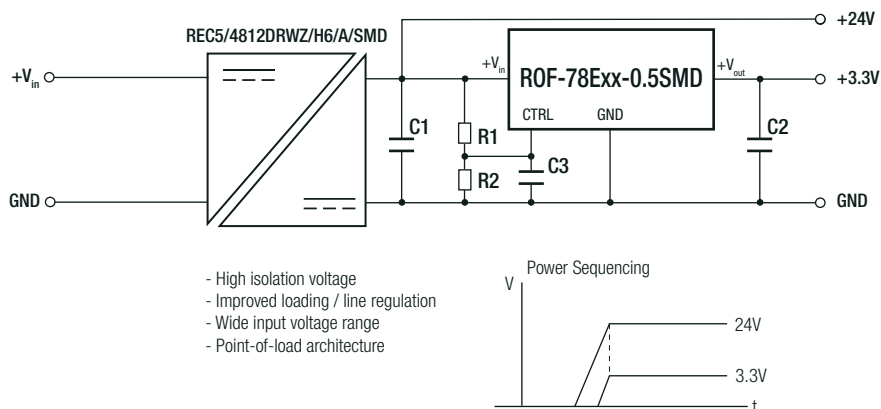 +24V
REC5/4812DRWZ/H6/A/SMD
+Vin
+Vin
ROF-78Exx-0.5SMD
+Vout
+3.3V
CTRL
GND
C1
R1
C2
R2
C3
GND
GND
- High isolation voltage
- Improved loading / line regulation
- Wide input voltage range
- Point-of-load architecture
Power Sequencing
V
24V
3.3V
t